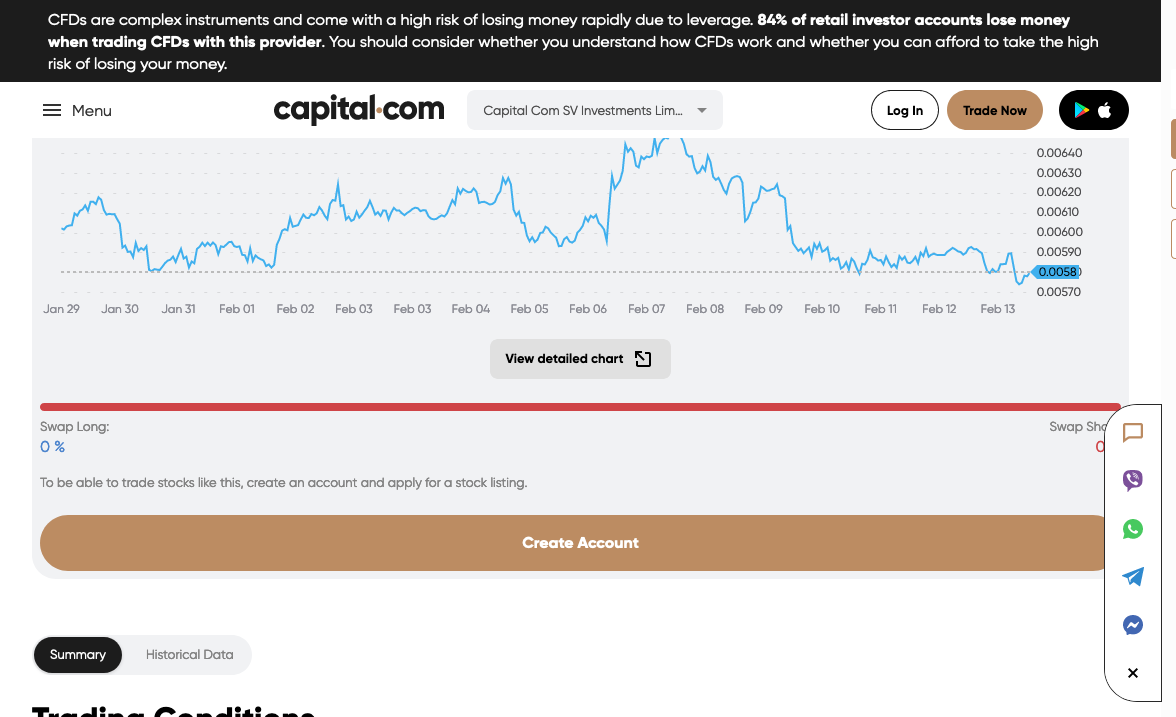 CFDs are complex instruments and come with a high risk of losing money rapidly due to leverage. 84% of retail investor accounts lose money
when trading CFDs with this provider. You should consider whether you understand how CFDs work and whether you can afford to take the high
risk of losing your money.
Menu
capital.com
Capital Com SV Investments Lim...
Log In
Trade Now
0.00640
0.00630
0.00620
0.00610
0.00600
0.00590
0.0058
0.00570
Jan 29 Jan 30 Jan 31 Feb 01 Feb 02 Feb 03 Feb 03 Feb 04 Feb 05 Feb 06 Feb 07 Feb 08 Feb 09 Feb 10 Feb 11 Feb 12 Feb 13
View detailed chart
Swap Long:
0 %
Swap Sho
0
To be able to trade stocks like this, create an account and apply for a stock listing.
Create Account
Summary
Historical Data
Trading Conditions